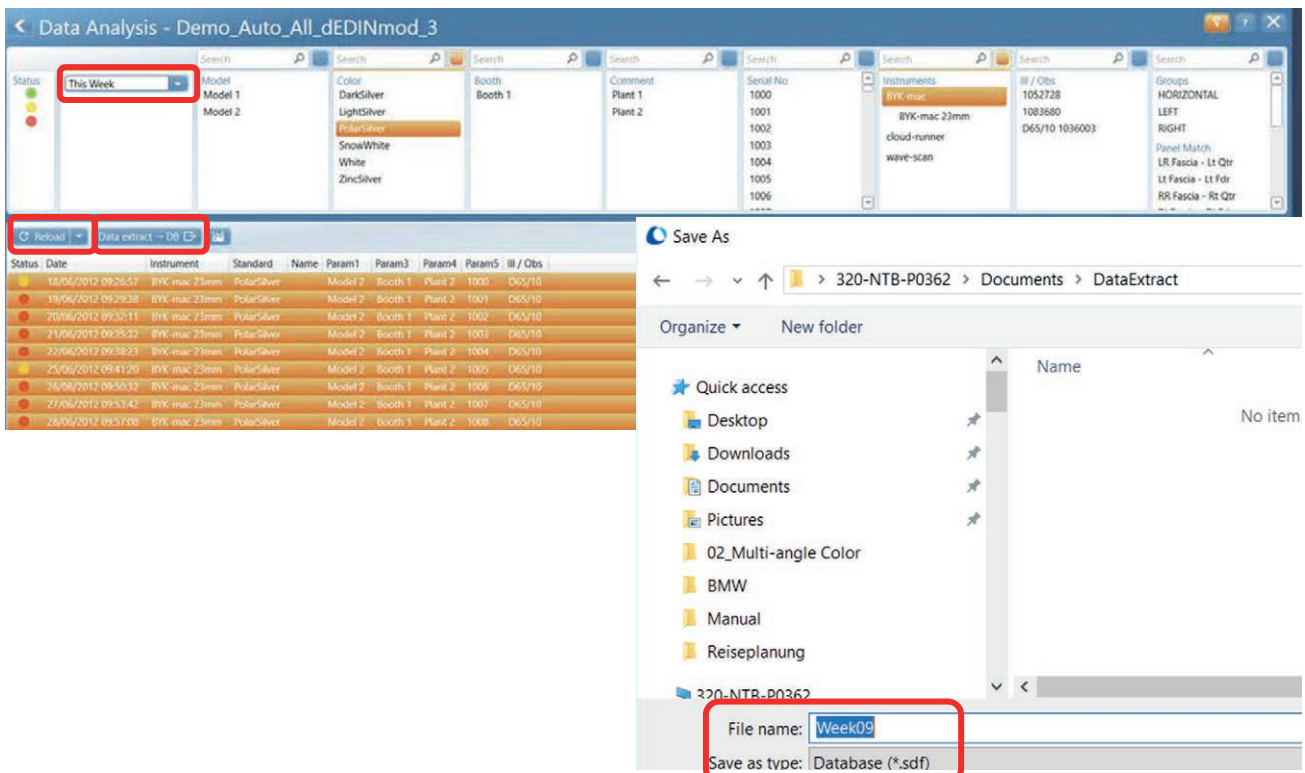 Data Analysis - Demo_Auto_All_dEDINmod_3
?
Search Search Search Search Search Search Search Search
Status This Week Model Color Booth Comment Serial No Instruments Ill / Obs Groups
Model 1 DarkSilver Booth 1 Plant 1 1000 BYK-mac 1052728 HORIZONTAL
Model 2 LightSilver Plant 2 1001 BYK-mac 23mm 1083680 LEFT
PolarSilver 1002 cloud-runner D65/10 1036003 RIGHT
SnowWhite 1003 wave-scan Panel Match
White 1004 LR Fascia - Lt Qtr
ZincSilver 1005 Lt Fascia - Lt Fdr
1006 RR Fascia - Rt Qtr
Reload Data extract → DB
Status Date Instrument Standard Name Param1 Param3 Param4 Param5 Ill / Obs
18/06/2012 09:26:57 BYK-mac 23mm PolarSilver Model 2 Booth 1 Plant 2 1000 D65/10
19/06/2012 09:29:38 BYK-mac 23mm PolarSilver Model 2 Booth 1 Plant 2 1001 D65/10
20/06/2012 09:32:11 BYK-mac 23mm PolarSilver Model 2 Booth 1 Plant 2 1002 D65/10
21/06/2012 09:35:32 BYK-mac 23mm PolarSilver Model 2 Booth 1 Plant 2 1003 D65/10
22/06/2012 09:38:23 BYK-mac 23mm PolarSilver Model 2 Booth 1 Plant 2 1004 D65/10
25/06/2012 09:41:20 BYK-mac 23mm PolarSilver Model 2 Booth 1 Plant 2 1005 D65/10
26/06/2012 09:50:32 BYK-mac 23mm PolarSilver Model 2 Booth 1 Plant 2 1006 D65/10
27/06/2012 09:53:42 BYK-mac 23mm PolarSilver Model 2 Booth 1 Plant 2 1007 D65/10
28/06/2012 09:57:08 BYK-mac 23mm PolarSilver Model 2 Booth 1 Plant 2 1008 D65/10
Save As
320-NTB-P0362 > Documents > DataExtract
Organize New folder
Name
No item
Quick access
Desktop
Downloads
Documents
Pictures
02_Multi-angle Color
BMW
Manual
Reiseplanung
320-NTB-P0362
File name: Week09
Save as type: Database (*.sdf)